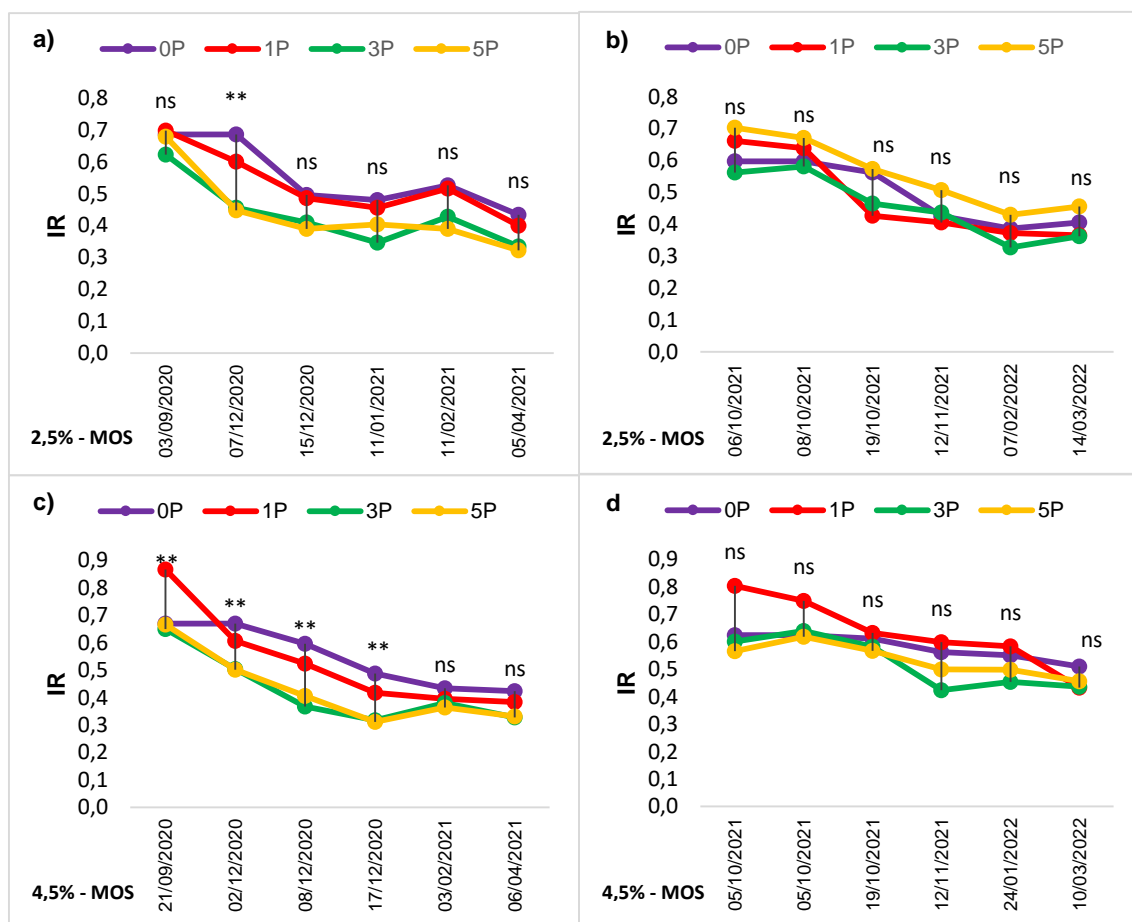 a)
0P 1P 3P 5P
0,8
0,7
0,6
0,5
0,4
0,3
0,2
0,1
0,0
IR
ns
**
ns
ns
ns
ns
03/09/2020
07/12/2020
15/12/2020
11/01/2021
11/02/2021
05/04/2021
2,5% - MOS
b)
0P 1P 3P 5P
0,8
0,7
0,6
0,5
0,4
0,3
0,2
0,1
0,0
IR
ns
ns
ns
ns
ns
ns
06/10/2021
08/10/2021
19/10/2021
12/11/2021
07/02/2022
14/03/2022
2,5% - MOS
c)
0P 1P 3P 5P
0,9
0,8
0,7
0,6
0,5
0,4
0,3
0,2
0,1
0,0
IR
**
**
**
**
ns
ns
21/09/2020
02/12/2020
08/12/2020
17/12/2020
03/02/2021
06/04/2021
4,5% - MOS
d
0P 1P 3P 5P
0,9
0,8
0,7
0,6
0,5
0,4
0,3
0,2
0,1
0,0
IR
ns
ns
ns
ns
ns
ns
05/10/2021
05/10/2021
19/10/2021
12/11/2021
24/01/2022
10/03/2022
4,5% - MOS